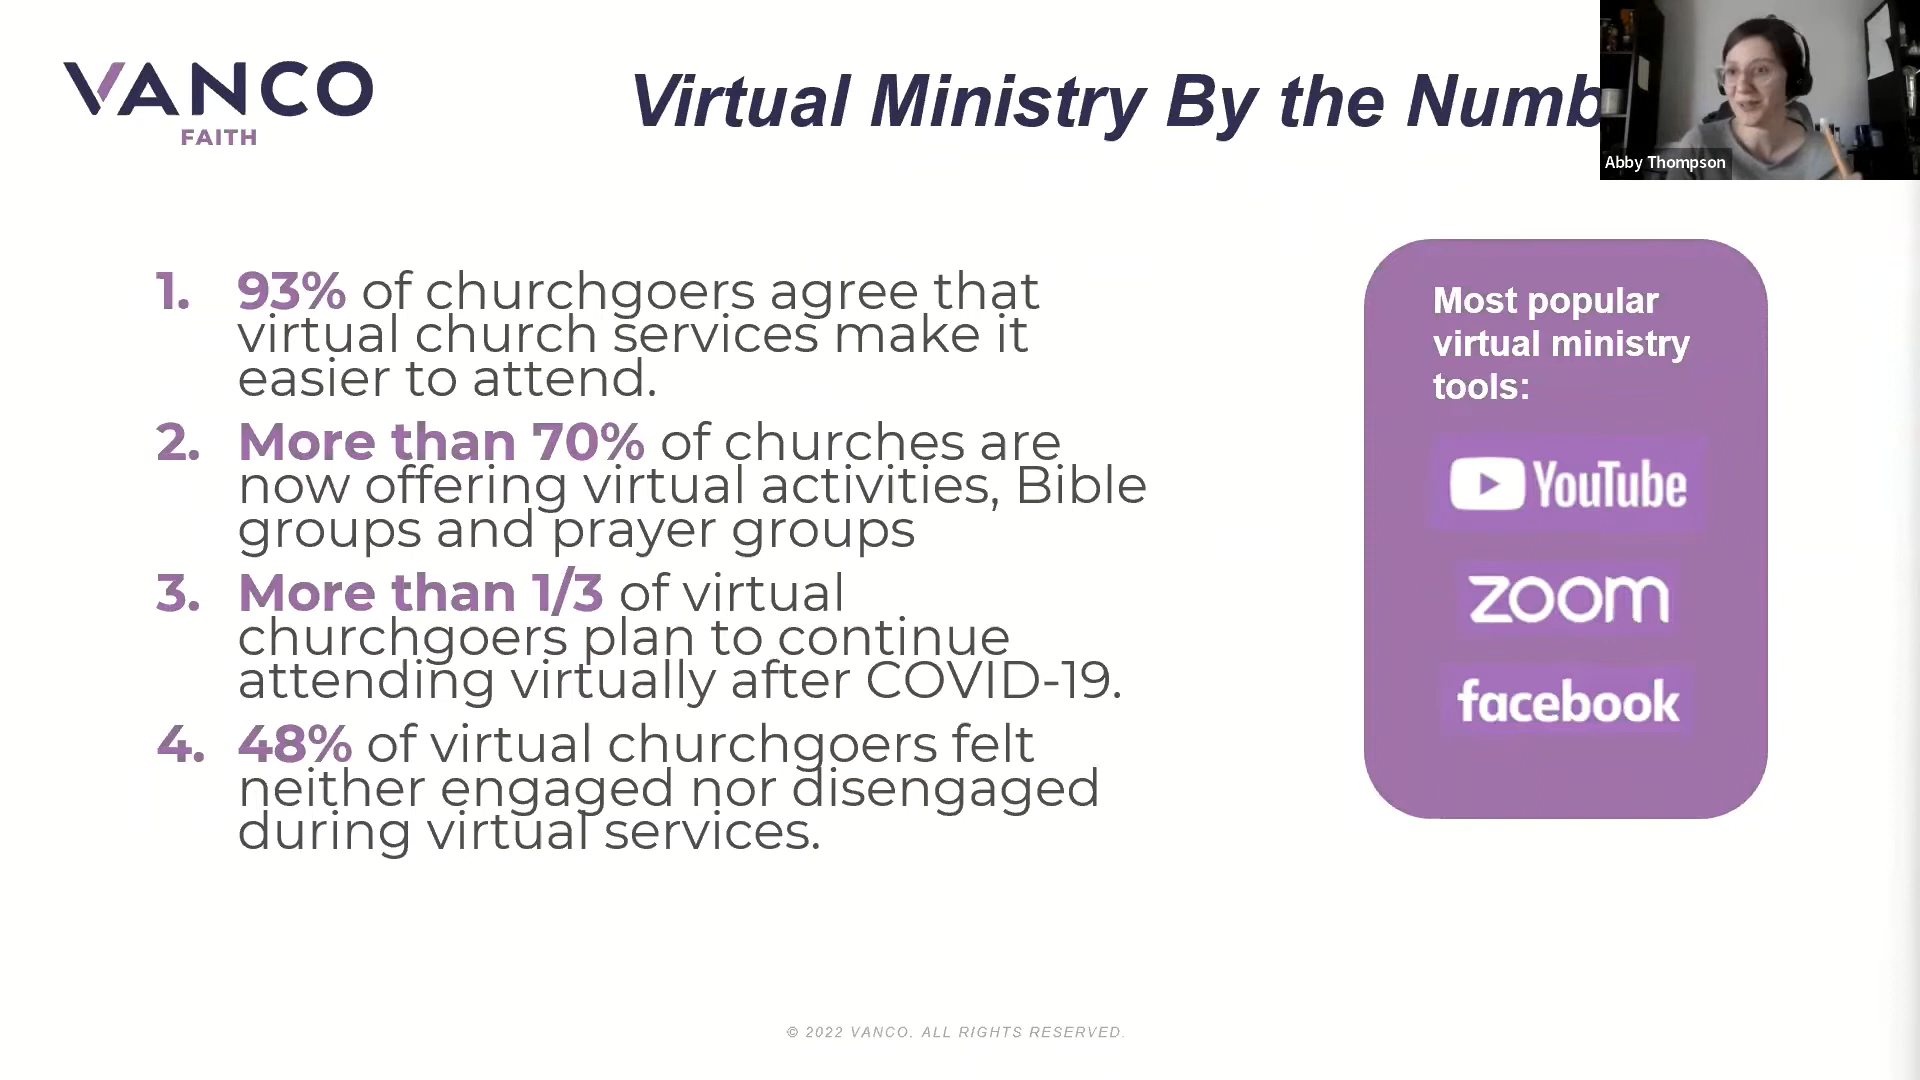 VANCO
FAITH
Virtual Ministry By the Numb
Abby Thompson
1. 93% of churchgoers agree that
virtual church services make it
easier to attend.
2. More than 70% of churches are
now offering virtual activities, Bible
groups and prayer groups
3. More than 1/3 of virtual
churchgoers plan to continue
attending virtually after COVID-19.
4. 48% of virtual churchgoers felt
neither engaged nor disengaged
during virtual services.
Most popular
virtual ministry
tools:
YouTube
zoom
facebook
© 2022 VANCO. ALL RIGHTS RESERVED.